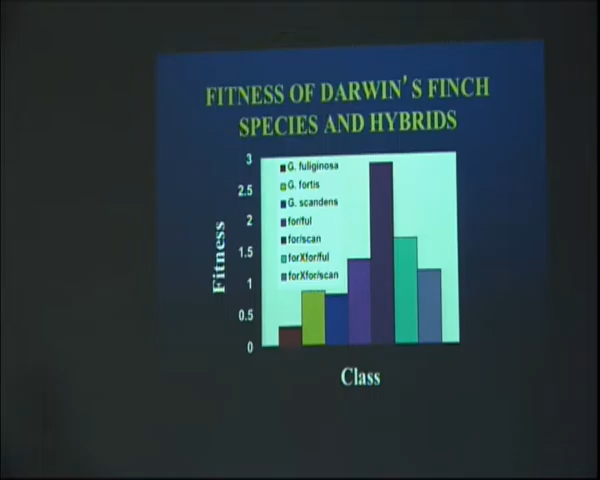 FITNESS OF DARWIN'S FINCH
SPECIES AND HYBRIDS
3
2.5
2
1.5
1
0.5
0
Fitness
G. fuliginosa
G. fortis
G. scandens
for/ful
for/scan
forXfor/ful
forXfor/scan
Class